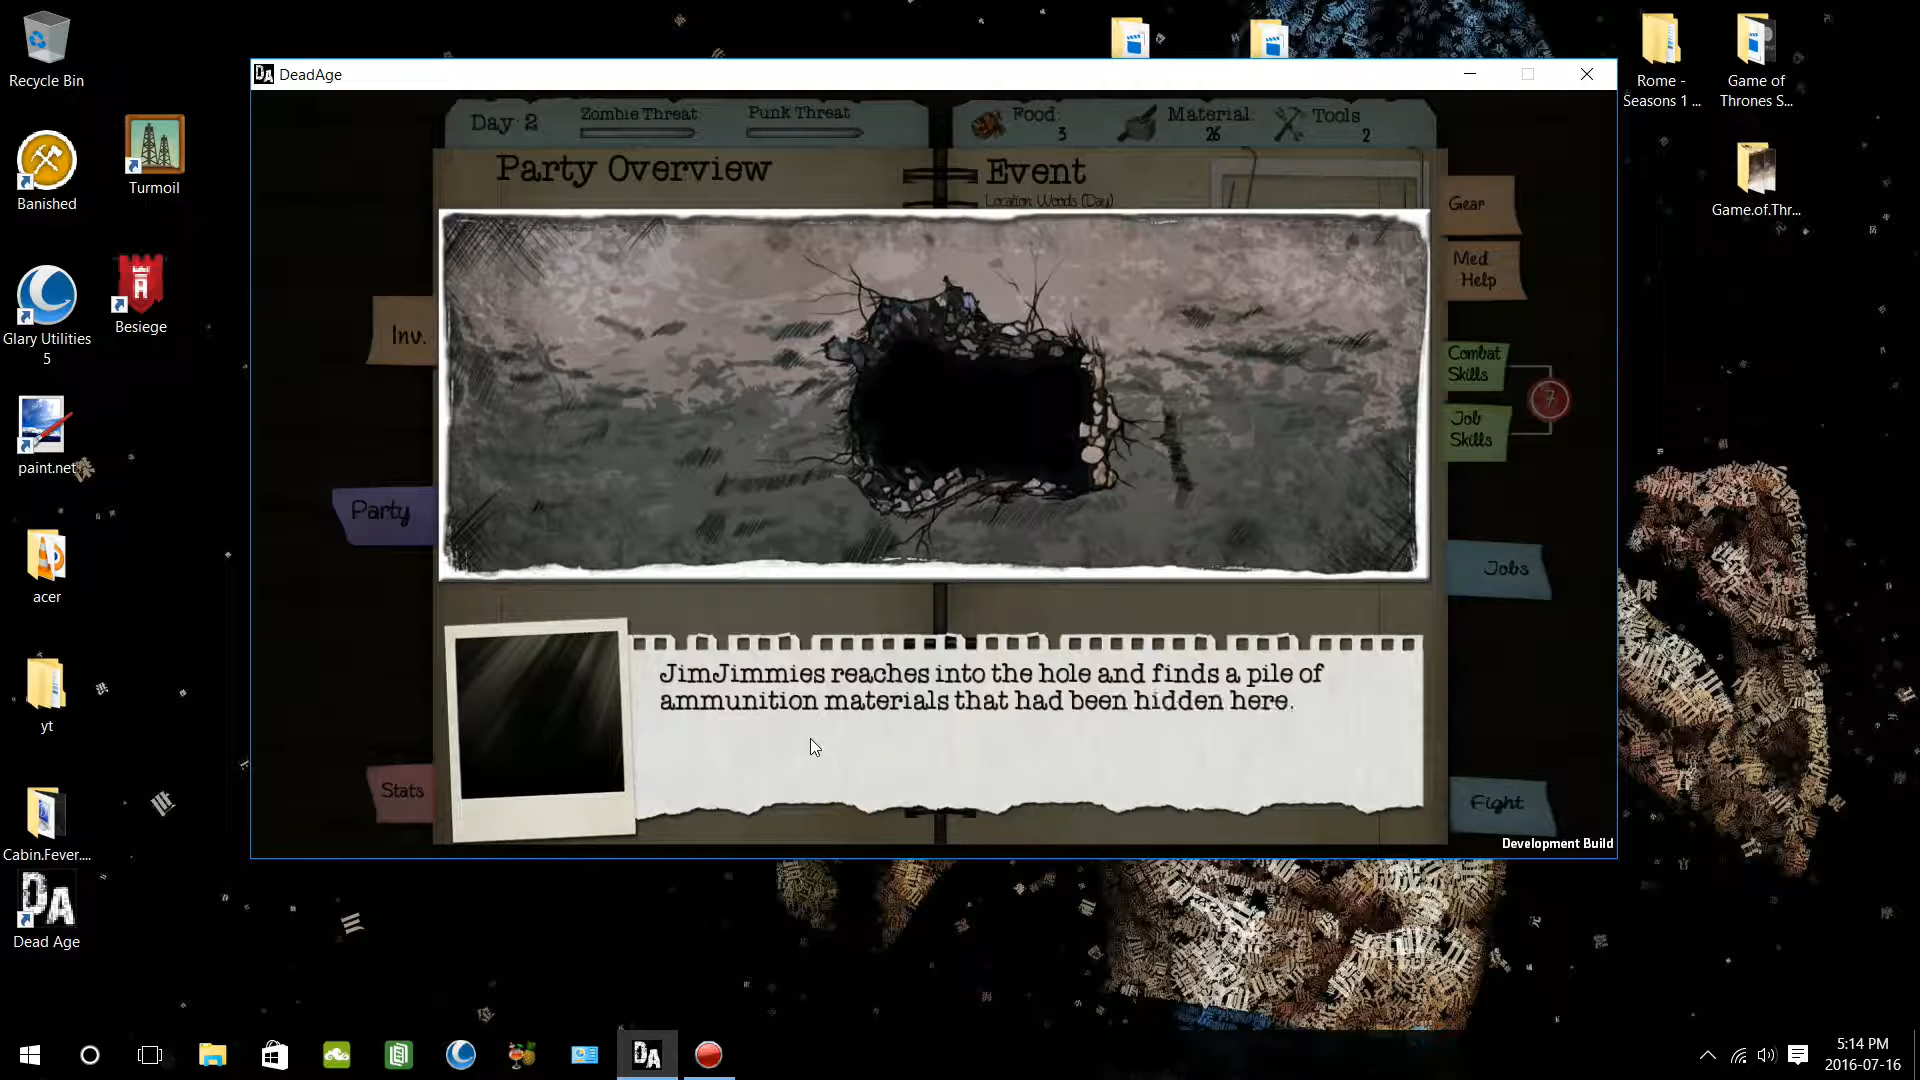 Recycle Bin
Banished
Turmoil
Glary Utilities
5
Besiege
paint.net
acer
yt
Cabin.Fever....
DA
Dead Age
Rome -
Seasons 1 ...
Game of
Thrones S...
Game.of.Thr...
DA
DeadAge
Day: 2
Zombie Threat
Punk Threat
Food:
3
Material
26
Tools
2
Party Overview
Event
Location: Woods (Day)
Inv.
Party
Stats
Gear
Med
Help
Combat
Skills
7
Job
Skills
Jobs
Fight
JimJimmies reaches into the hole and finds a pile of
ammunition materials that had been hidden here.
Development Build
DA
5:14 PM
2016-07-16